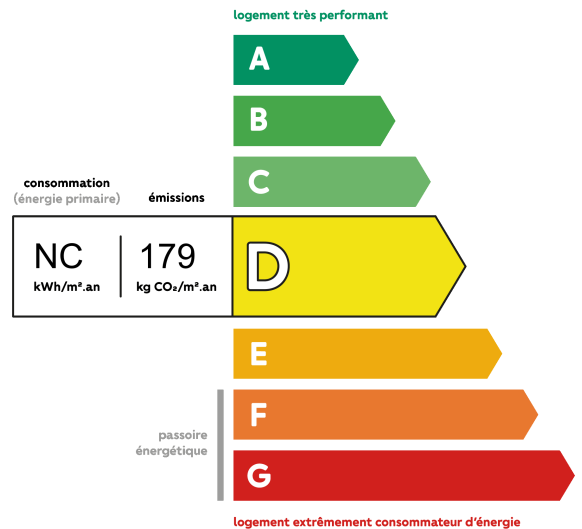 logement très performant
A
B
C
consommation
(énergie primaire)
émissions
NC
179
kWh/m².an
kg CO₂/m².an
D
E
F
passoire
énergétique
G
logement extrêmement consommateur d'énergie